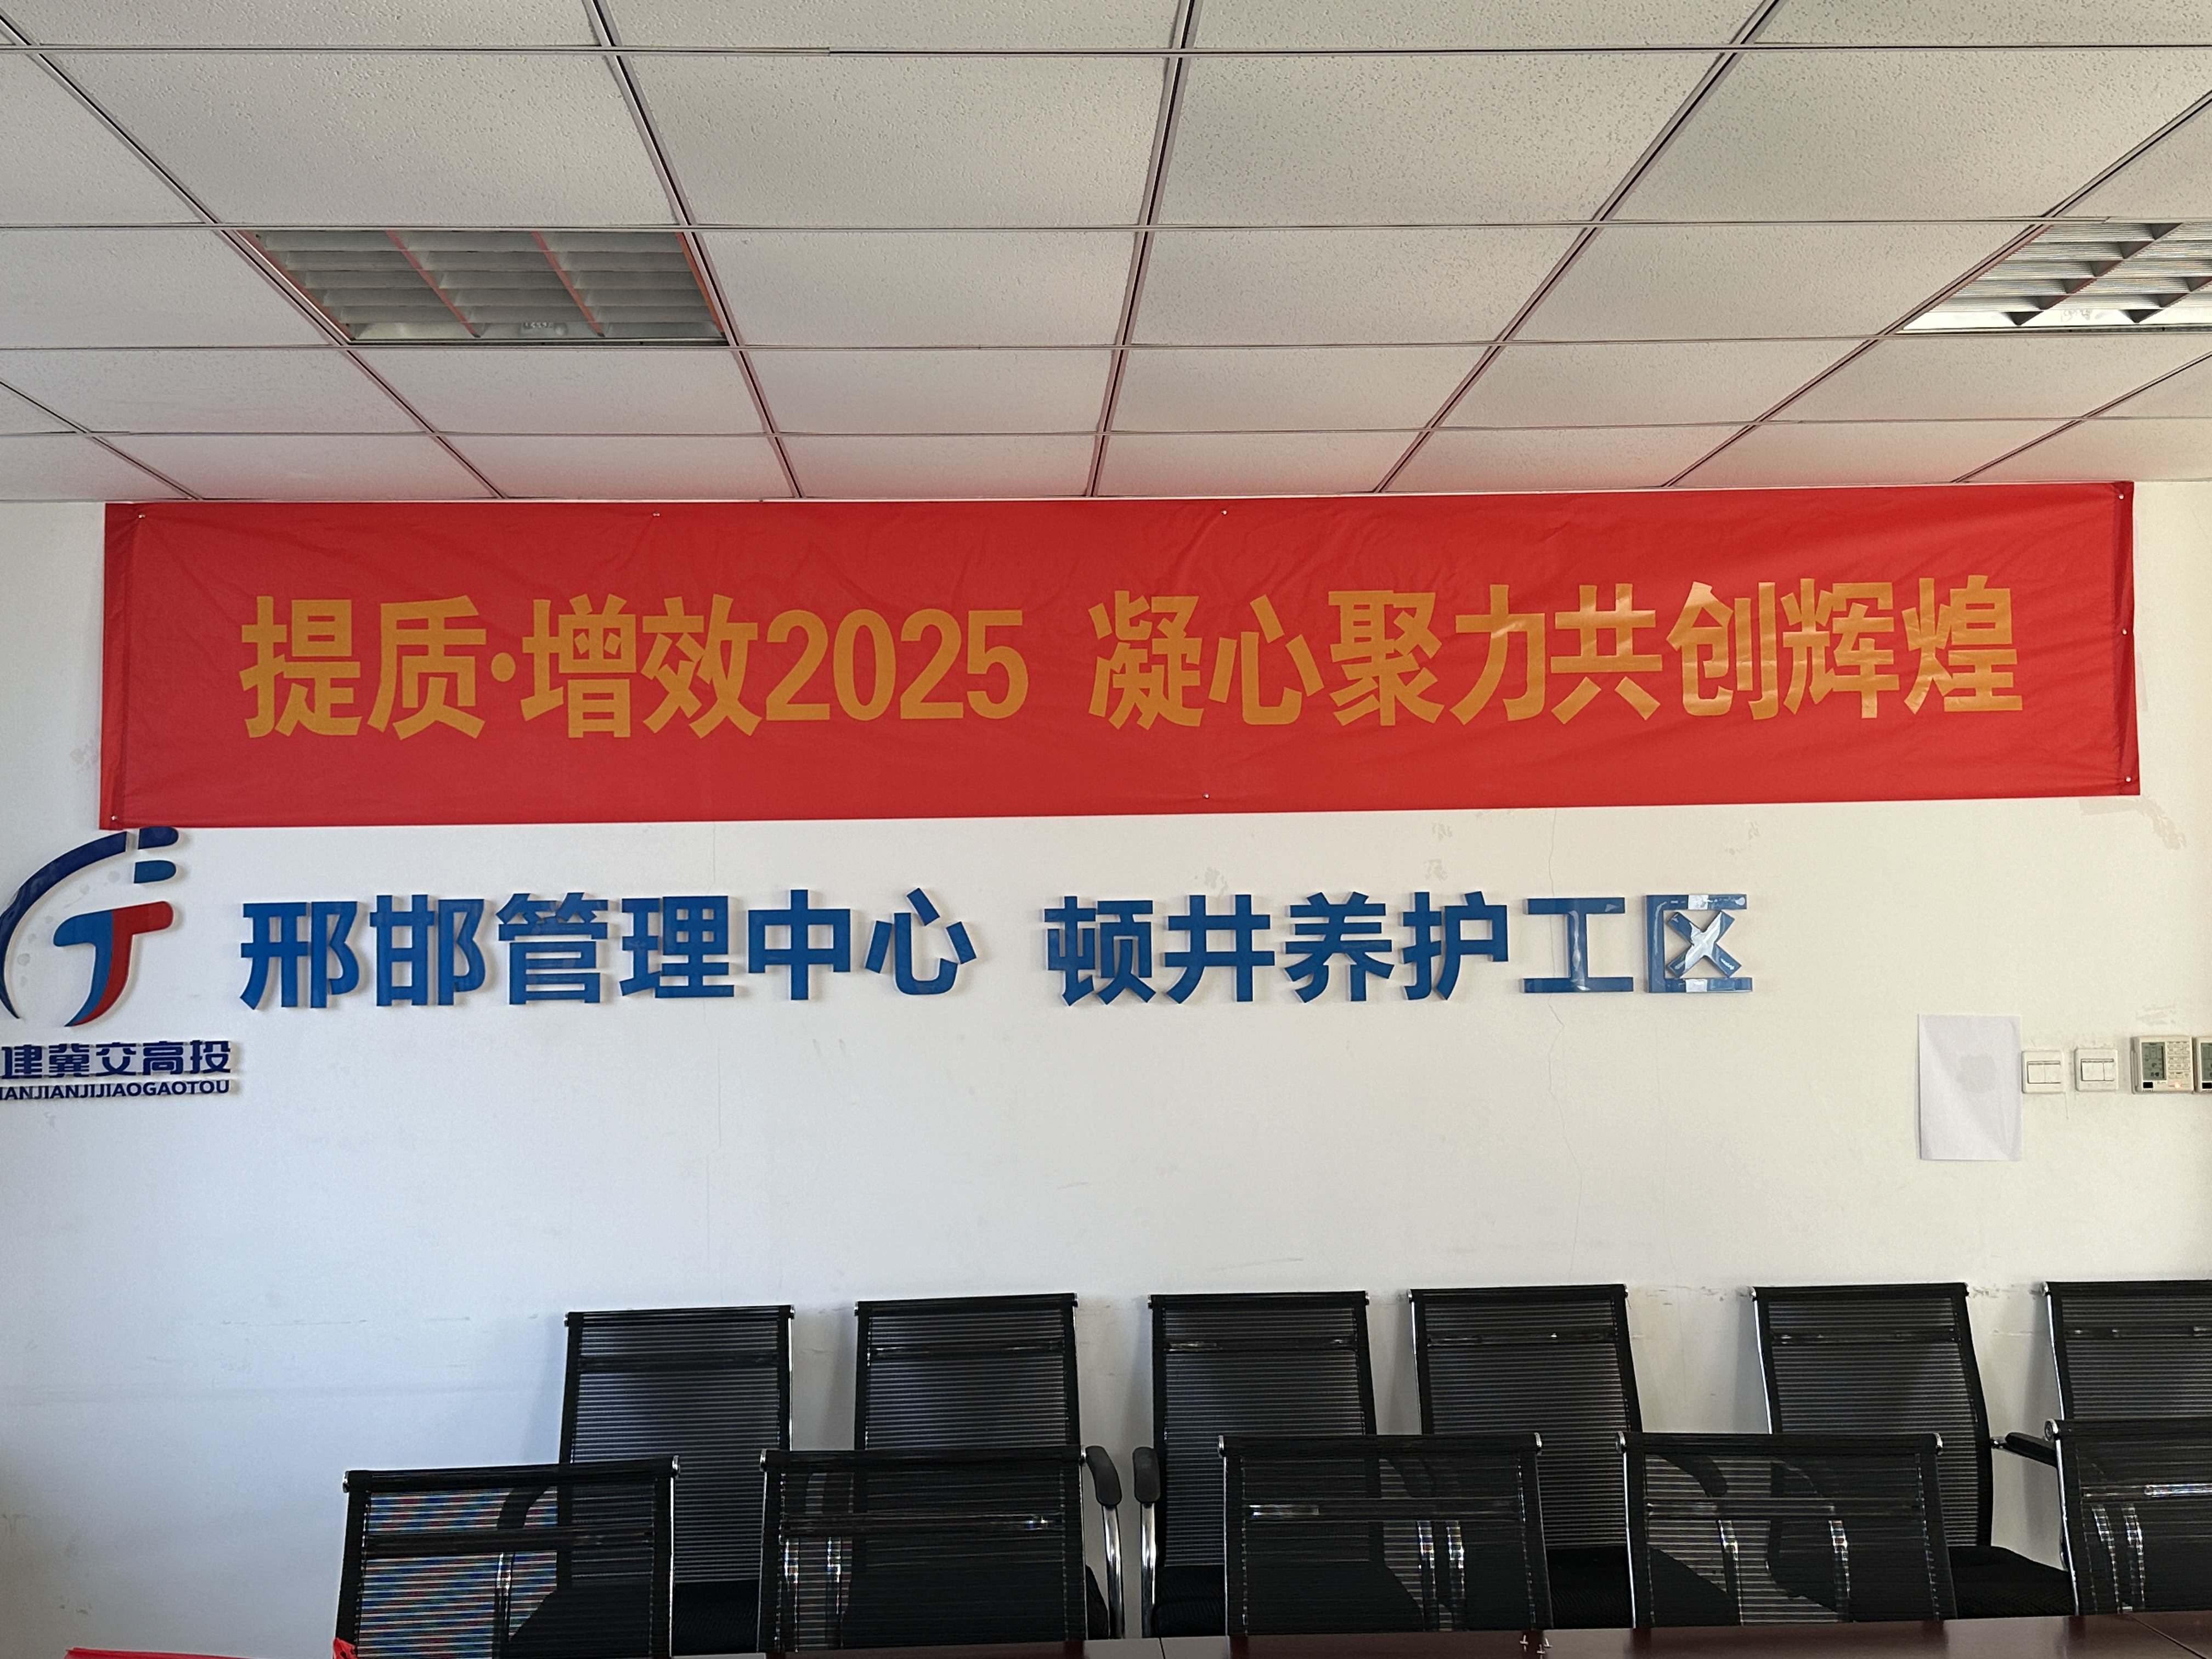 提质·增效2025 凝心聚力共创辉煌
邢邯管理中心 顿井养护工区
建冀交高投
IANJIANJIJIAOGAOTOU